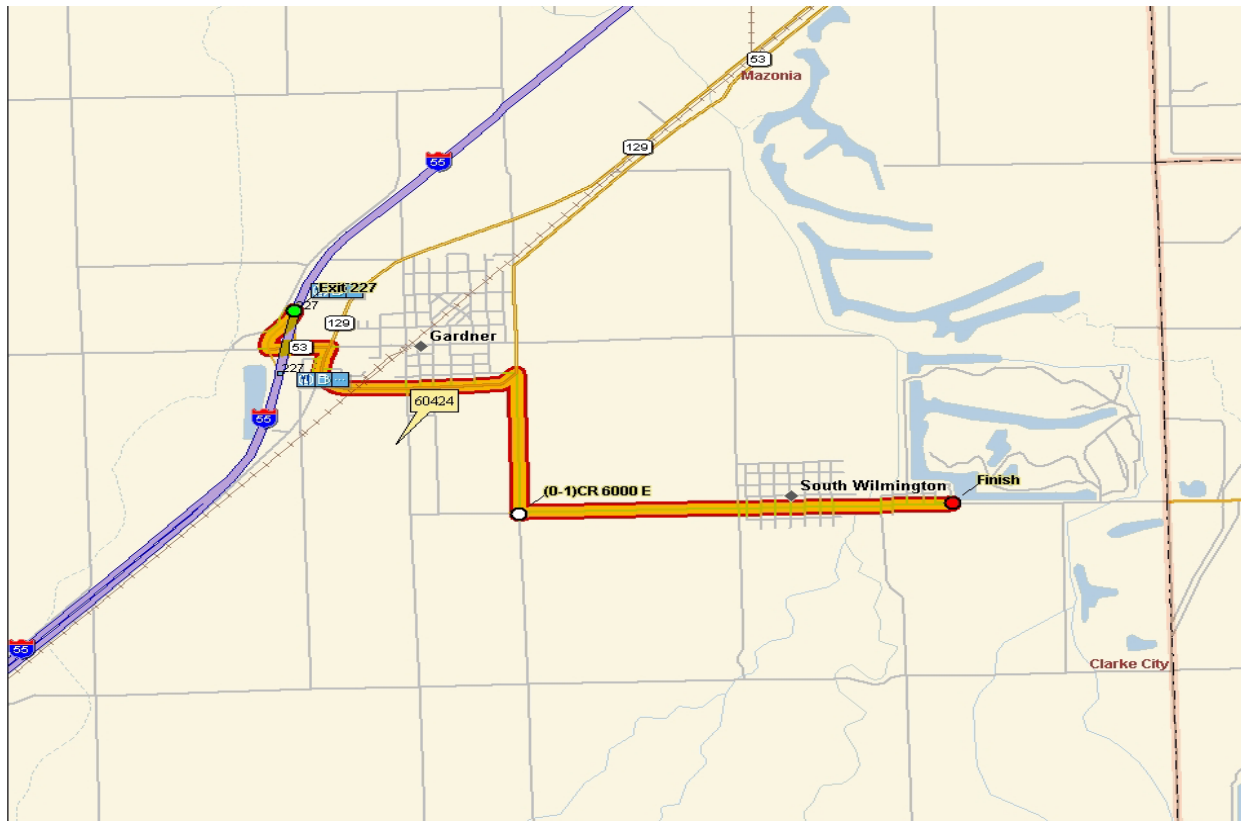 53
Mazonia
129
55
Exit 227
227
129
53
Gardner
227
60424
55
(0-1)CR 6000 E
South Wilmington
Finish
55
Clarke City